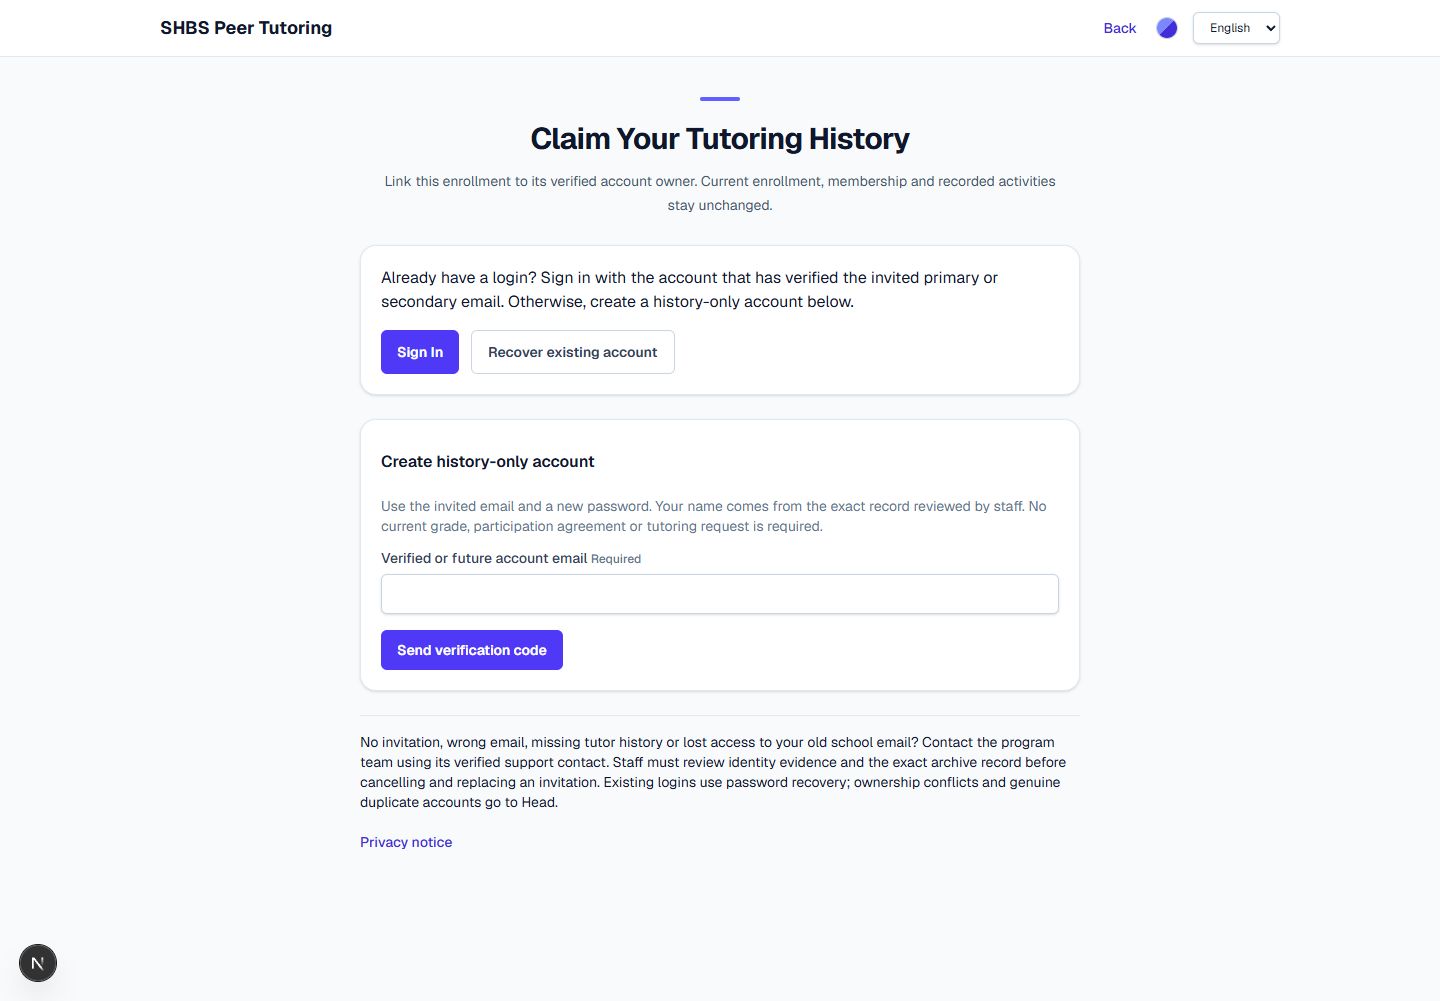 SHBS Peer Tutoring
Back
English
Claim Your Tutoring History
Link this enrollment to its verified account owner. Current enrollment, membership and recorded activities
stay unchanged.
Already have a login? Sign in with the account that has verified the invited primary or
secondary email. Otherwise, create a history-only account below.
Sign In
Recover existing account
Create history-only account
Use the invited email and a new password. Your name comes from the exact record reviewed by staff. No
current grade, participation agreement or tutoring request is required.
Verified or future account email Required
Send verification code
No invitation, wrong email, missing tutor history or lost access to your old school email? Contact the program
team using its verified support contact. Staff must review identity evidence and the exact archive record before
cancelling and replacing an invitation. Existing logins use password recovery; ownership conflicts and genuine
duplicate accounts go to Head.
Privacy notice
N